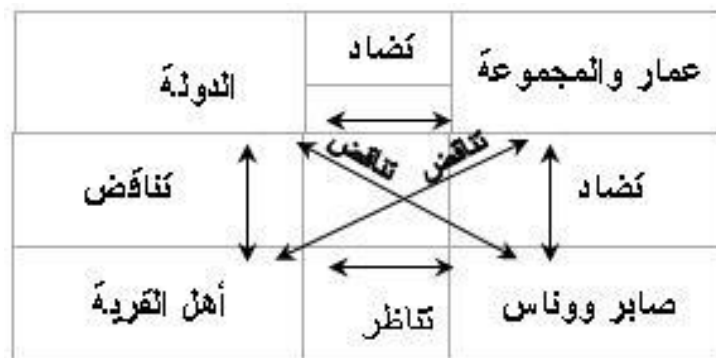 عمار والمجموعة
تضاد
الدولة
تناقض
تناقض
تضاد
تناقض
صابر ووناس
تناظر
أهل القرية